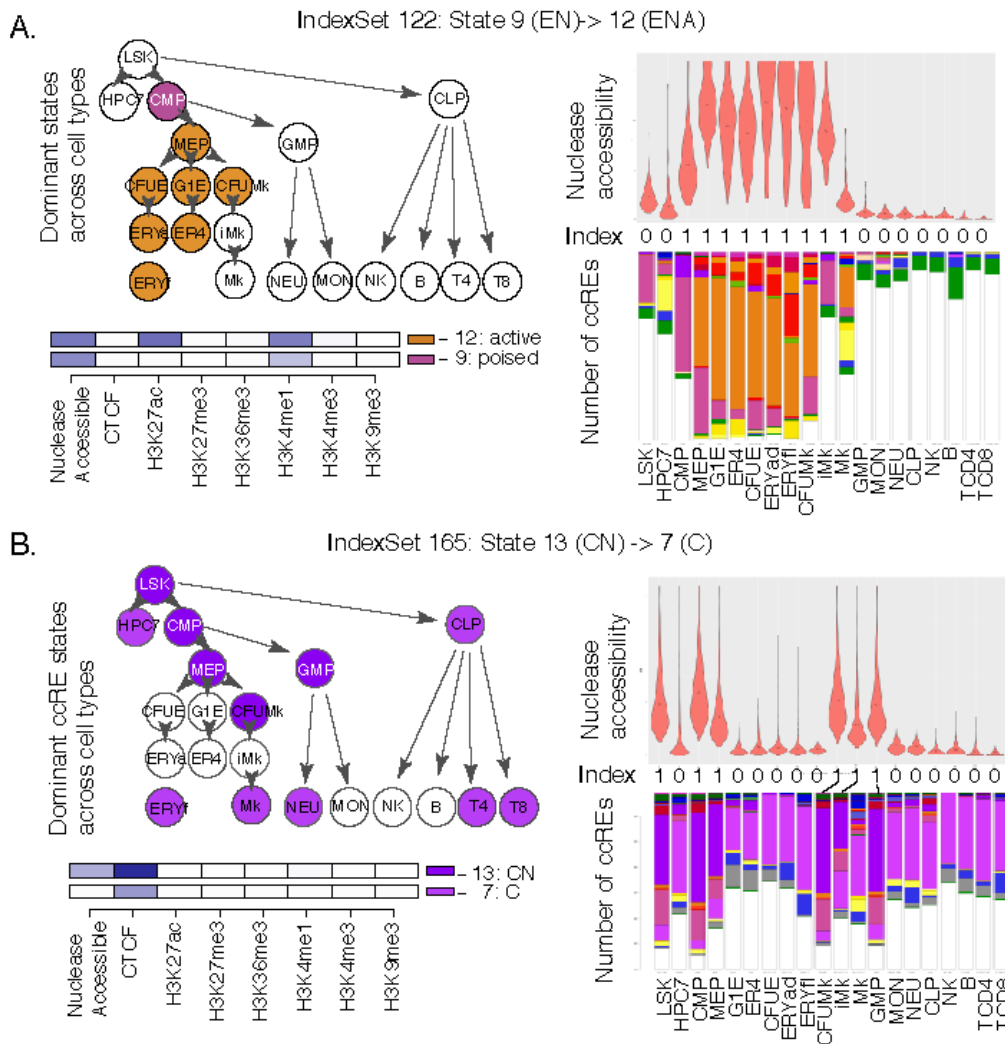 A.
IndexSet 122: State 9 (EN)-> 12 (ENA)
Dominant states
across cell types
LSK
HPC7
CMP
CLP
MEP
GMP
CFUE
G1E
CFUMk
ERYa
ER4
iMk
ERYf
Mk
NEU
MON
NK
B
T4
T8
12: active
9: poised
Nuclease
Accessible
CTCF
H3K27ac
H3K27me3
H3K36me3
H3K4me1
H3K4me3
H3K9me3
Nuclease
accessibility
Index
0 0 1 1 1 1 1 1 1 1 1 0 0 0 0 0 0 0 0
Number of ccREs
LSK
HPC7
CMP
MEP
G1E
ER4
CFUE
ERYad
ERYfl
CFUMk
iMk
Mk
GMP
MON
NEU
CLP
NK
B
TCD4
TCD8
B.
IndexSet 165: State 13 (CN) -> 7 (C)
Dominant ccRE states
across cell types
LSK
HPC7
CMP
CLP
MEP
GMP
CFUE
G1E
CFUMk
ERYa
ER4
iMk
ERYf
Mk
NEU
MON
NK
B
T4
T8
13: CN
7: C
Nuclease
Accessible
CTCF
H3K27ac
H3K27me3
H3K36me3
H3K4me1
H3K4me3
H3K9me3
Nuclease
accessibility
Index
1 0 1 1 0 0 0 0 0 1 1 1 0 0 0 0 0 0
Number of ccREs
LSK
HPC7
CMP
MEP
G1E
ER4
CFUE
ERYad
ERYfl
CFUMk
iMk
Mk
GMP
MON
NEU
CLP
NK
B
TCD4
TCD8